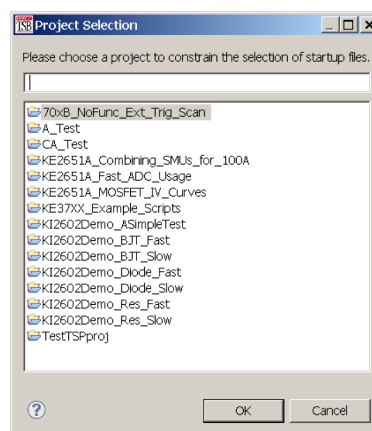 TSB Project Selection
Please choose a project to constrain the selection of startup files.
70xB_NoFunc_Ext_Trig_Scan
A_Test
CA_Test
KE2651A_Combining_SMUs_for_100A
KE2651A_Fast_ADC_Usage
KE2651A_MOSFET_IV_Curves
KE37XX_Example_Scripts
KI2602Demo_ASimpleTest
KI2602Demo_BJT_Fast
KI2602Demo_BJT_Slow
KI2602Demo_Diode_Fast
KI2602Demo_Diode_Slow
KI2602Demo_Res_Fast
KI2602Demo_Res_Slow
TestTSPproj
? OK Cancel